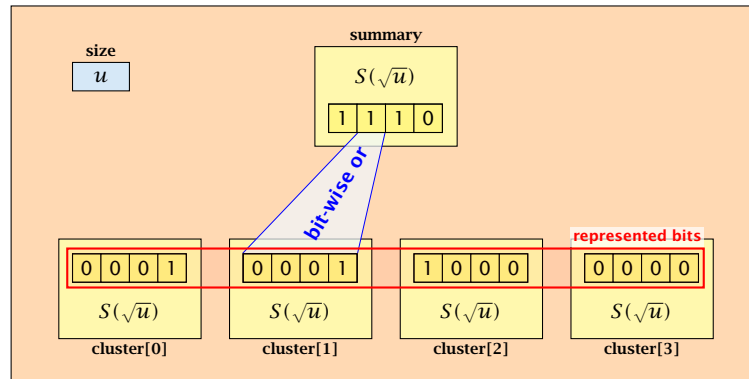 summary
size
u
S(√u)
1 1 1 0
bit-wise or
represented bits
0 0 0 1 0 0 0 1 1 0 0 0 0 0 0 0
S(√u) S(√u) S(√u) S(√u)
cluster[0] cluster[1] cluster[2] cluster[3]